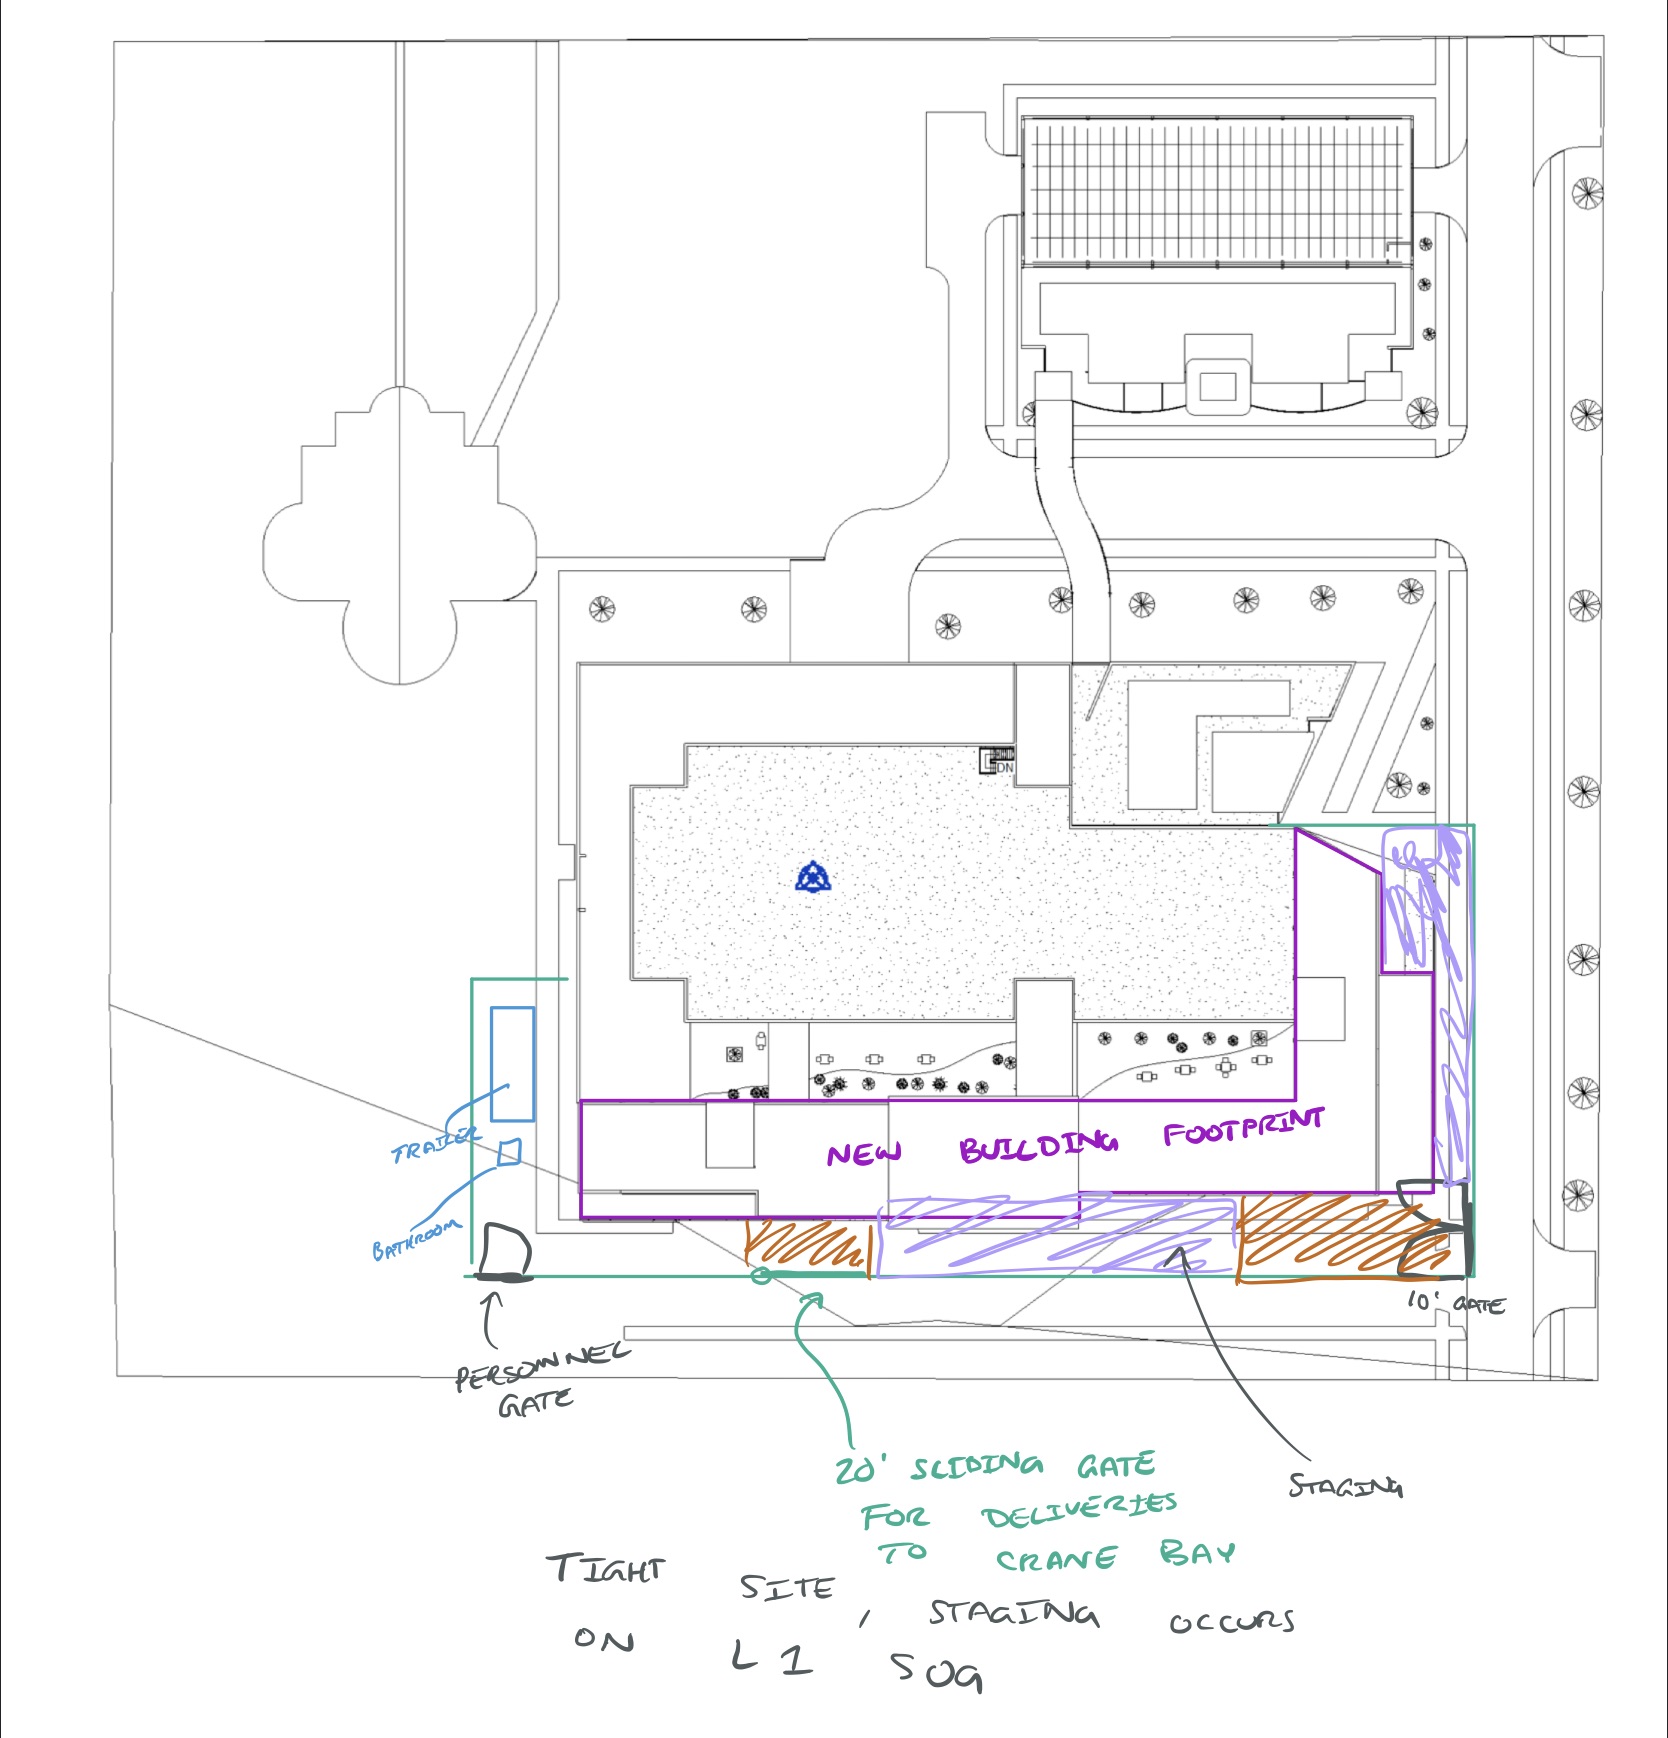 DN
NEW BUILDING FOOTPRINT
TRAILER
BATHROOM
10' GATE
PERSONNEL
GATE
20' SLIDING GATE
FOR DELIVERIES
TO CRANE BAY
STAGING
TIGHT SITE, STAGING OCCURS
ON L1 SOG